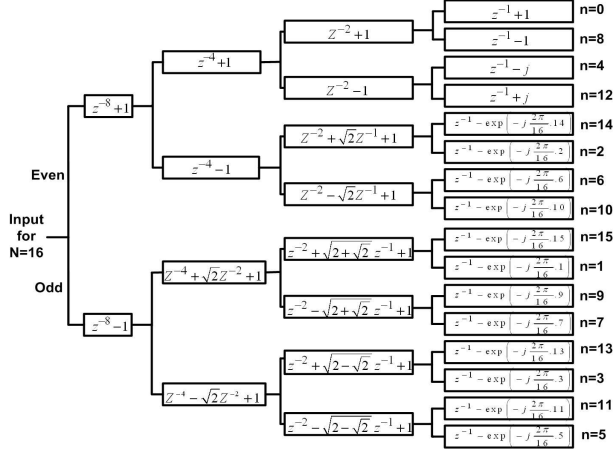 Input
for
N=16
Even
Odd
z⁻⁸+1
z⁻⁸−1
z⁻⁴+1
z⁻⁴−1
Z⁻⁴+√2Z⁻²+1
Z⁻⁴−√2Z⁻²+1
Z⁻²+1
Z⁻²−1
Z⁻²+√2Z⁻¹+1
Z⁻²−√2Z⁻¹+1
z⁻²+√(2+√2) z⁻¹+1
z⁻²−√(2+√2) z⁻¹+1
z⁻²+√(2−√2) z⁻¹+1
z⁻²−√(2−√2) z⁻¹+1
z⁻¹+1 n=0
z⁻¹−1 n=8
z⁻¹−j n=4
z⁻¹+j n=12
z⁻¹−exp(−j 2π/16 .14) n=14
z⁻¹−exp(−j 2π/16 .2) n=2
z⁻¹−exp(−j 2π/16 .6) n=6
z⁻¹−exp(−j 2π/16 .10) n=10
z⁻¹−exp(−j 2π/16 .15) n=15
z⁻¹−exp(−j 2π/16 .1) n=1
z⁻¹−exp(−j 2π/16 .9) n=9
z⁻¹−exp(−j 2π/16 .7) n=7
z⁻¹−exp(−j 2π/16 .13) n=13
z⁻¹−exp(−j 2π/16 .3) n=3
z⁻¹−exp(−j 2π/16 .11) n=11
z⁻¹−exp(−j 2π/16 .5) n=5